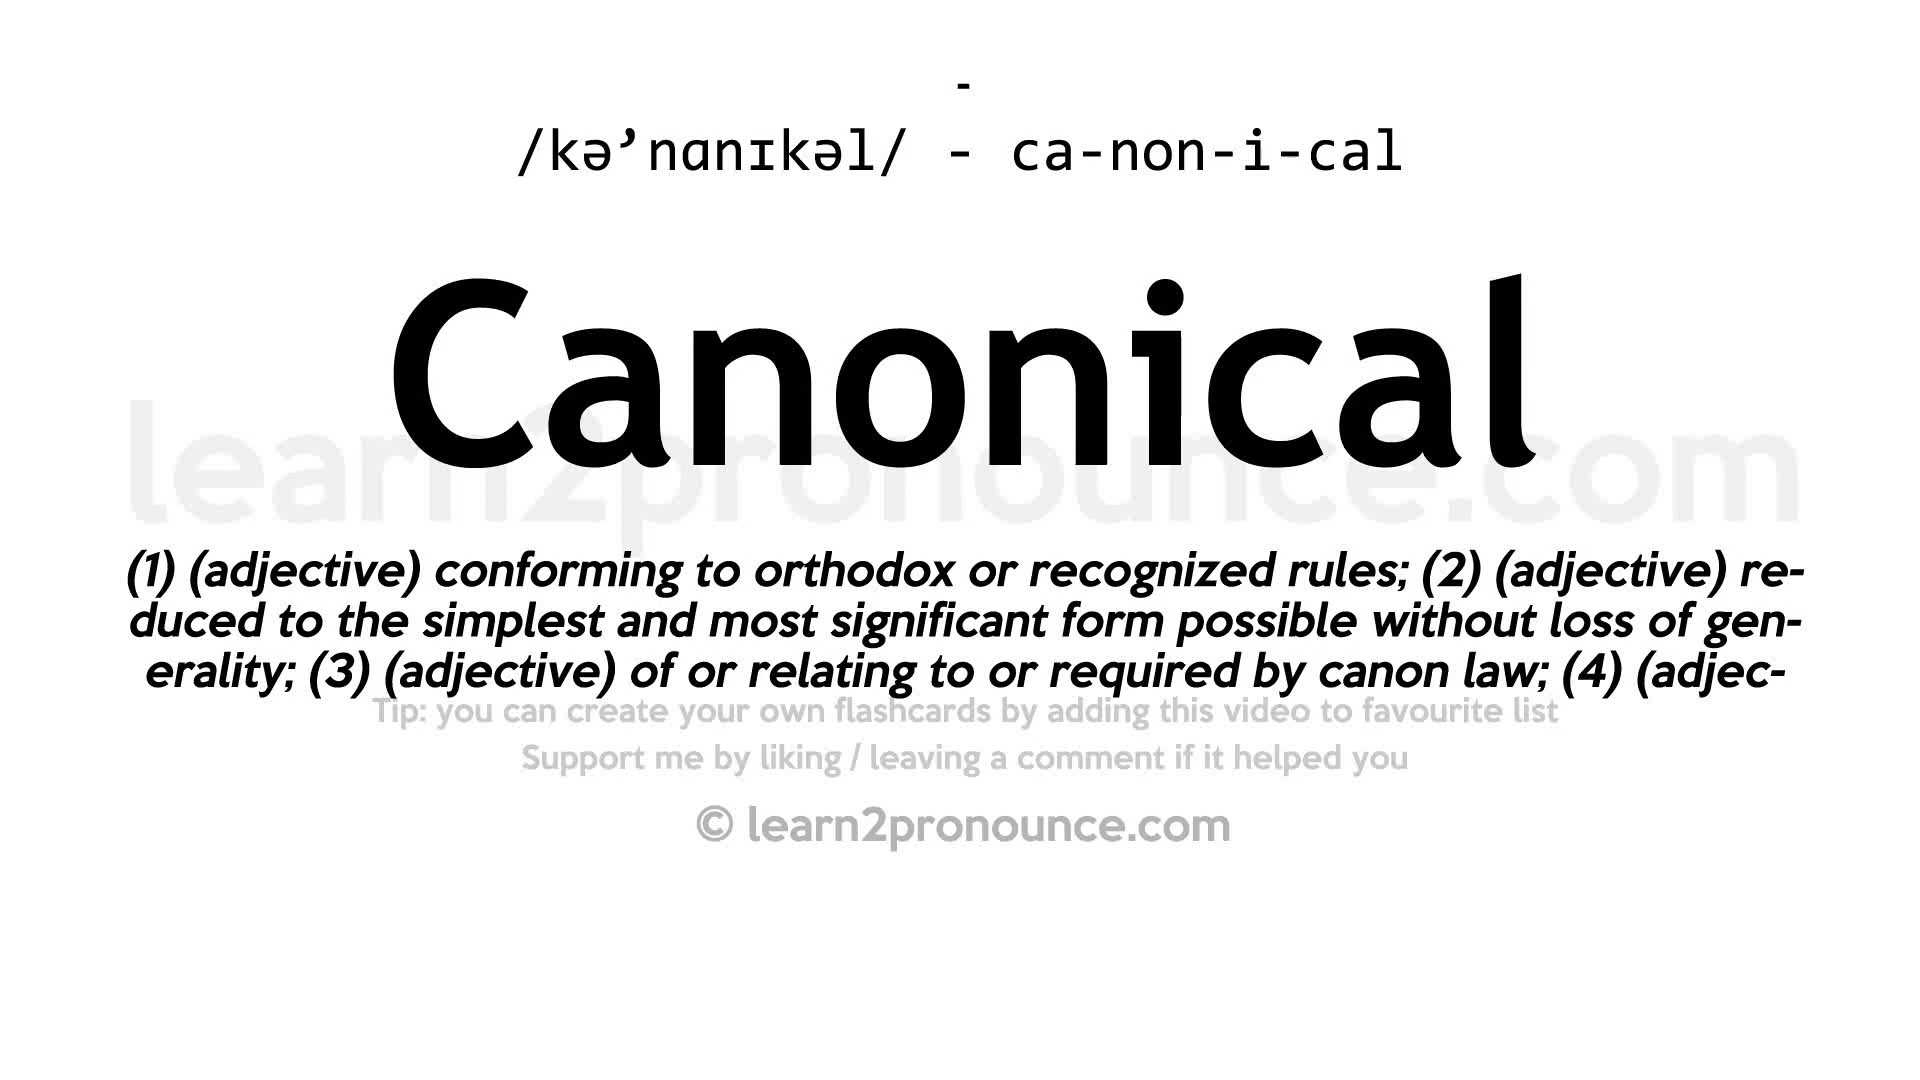 -
/kə’nɑnɪkəl/ - ca-non-i-cal
Canonical
learn2pronounce.com
(1) (adjective) conforming to orthodox or recognized rules; (2) (adjective) re-
duced to the simplest and most significant form possible without loss of gen-
erality; (3) (adjective) of or relating to or required by canon law; (4) (adjec-
Tip: you can create your own flashcards by adding this video to favourite list
Support me by liking / leaving a comment if it helped you
© learn2pronounce.com